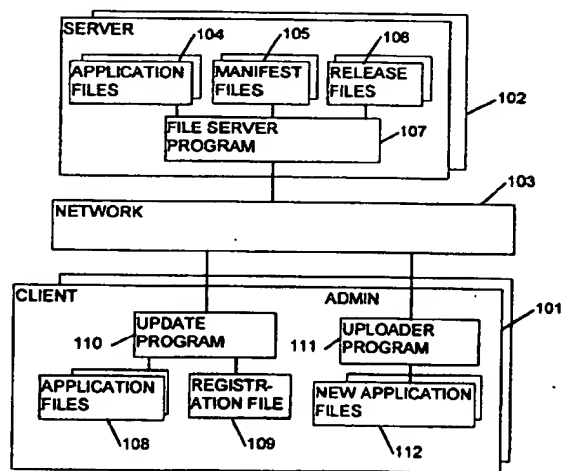 SERVER
104
105
106
APPLICATION
FILES
MANIFEST
FILES
RELEASE
FILES
102
FILE SERVER
PROGRAM
107
103
NETWORK
CLIENT
ADMIN
101
110
UPDATE
PROGRAM
111
UPLOADER
PROGRAM
APPLICATION
FILES
REGISTR-
ATION FILE
NEW APPLICATION
FILES
108
109
112